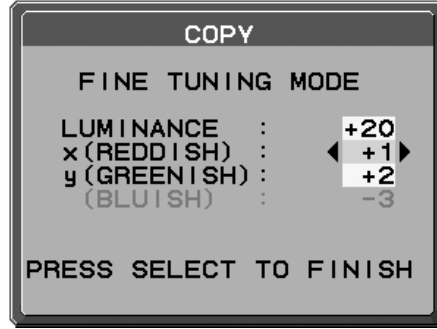 COPY
FINE TUNING MODE
LUMINANCE : +20
x(REDDISH) : +1
y(GREENISH): +2
(BLUISH) : -3
PRESS SELECT TO FINISH